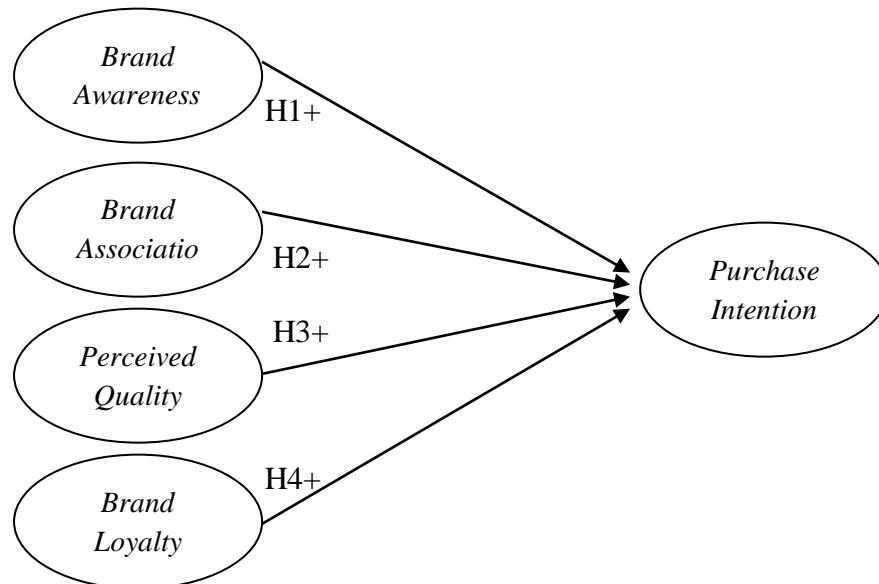 Brand
Awareness
H1+
Brand
Associatio
H2+
Purchase
Intention
H3+
Perceived
Quality
H4+
Brand
Loyalty